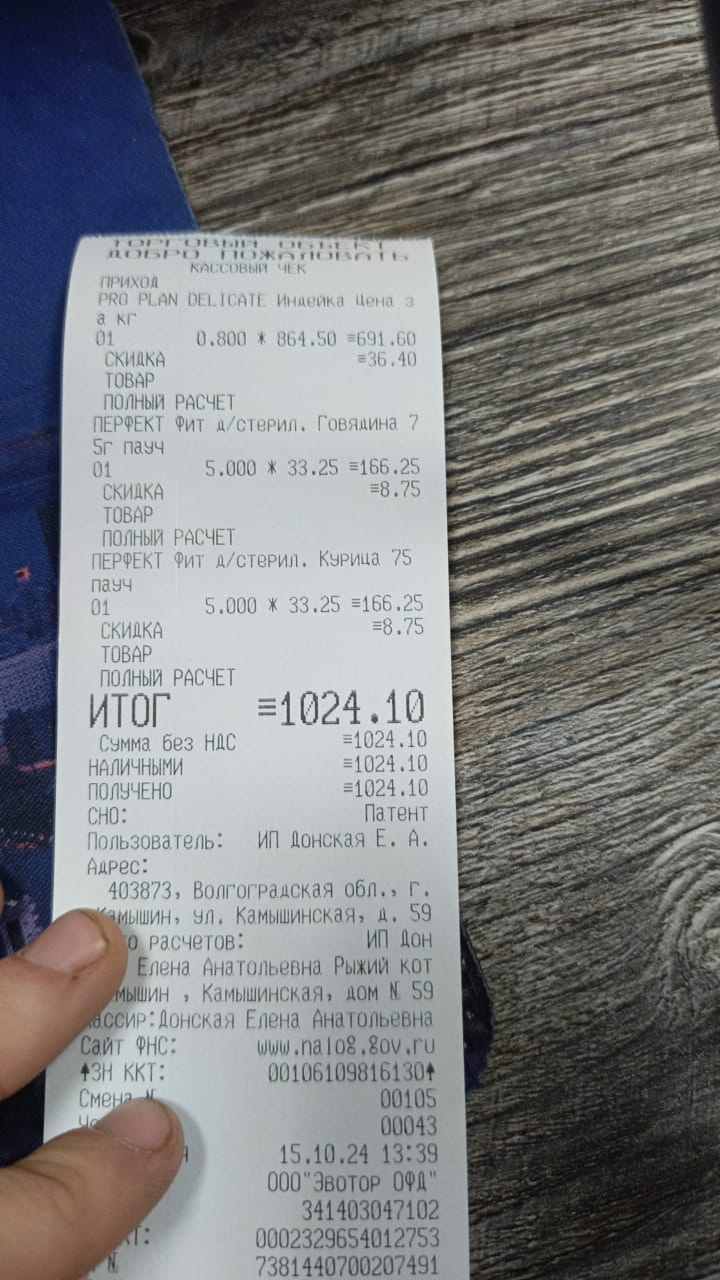 ТОРГОВЫЙ ОБЪЕКТ
ДОБРО ПОЖАЛОВАТЬ
КАССОВЫЙ ЧЕК
ПРИХОД
PRO PLAN DELICATE Индейка Цена з
а кг
01 0.800 * 864.50 ≡691.60
СКИДКА ≡36.40
ТОВАР
ПОЛНЫЙ РАСЧЕТ
ПЕРФЕКТ Фит д/стерил. Говядина 7
5г пауч
01 5.000 * 33.25 ≡166.25
СКИДКА ≡8.75
ТОВАР
ПОЛНЫЙ РАСЧЕТ
ПЕРФЕКТ Фит д/стерил. Курица 75
пауч
01 5.000 * 33.25 ≡166.25
СКИДКА ≡8.75
ТОВАР
ПОЛНЫЙ РАСЧЕТ
ИТОГ ≡1024.10
Сумма без НДС ≡1024.10
НАЛИЧНЫМИ ≡1024.10
ПОЛУЧЕНО ≡1024.10
СНО: Патент
Пользователь: ИП Донская Е. А.
Адрес:
403873, Волгоградская обл., г.
Камышин, ул. Камышинская, д. 59
расчетов: ИП Дон
Елена Анатольевна Рыжий кот
мышин , Камышинская, дом № 59
Кассир:Донская Елена Анатольевна
Сайт ФНС: www.nalog.gov.ru
ЗН ККТ: 00106109816130
Смена № 00105
00043
15.10.24 13:39
ООО"Эвотор ОФД"
341403047102
КТ: 0002329654012753
№ 7381440700207491